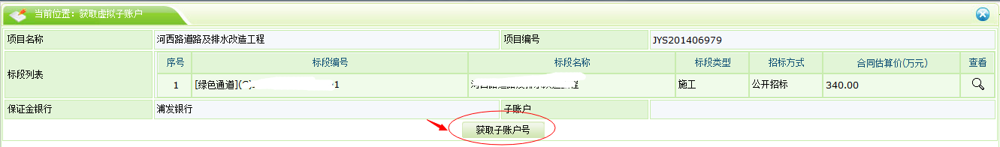 当前位置：获取虚拟子账户
项目名称 河西路道路及排水改造工程 项目编号 JYS201406979
标段列表
序号 标段编号 标段名称 标段类型 招标方式 合同估算价(万元) 查看
1 [绿色通道] 1 施工 公开招标 340.00
保证金银行 浦发银行 子账户
获取子账户号